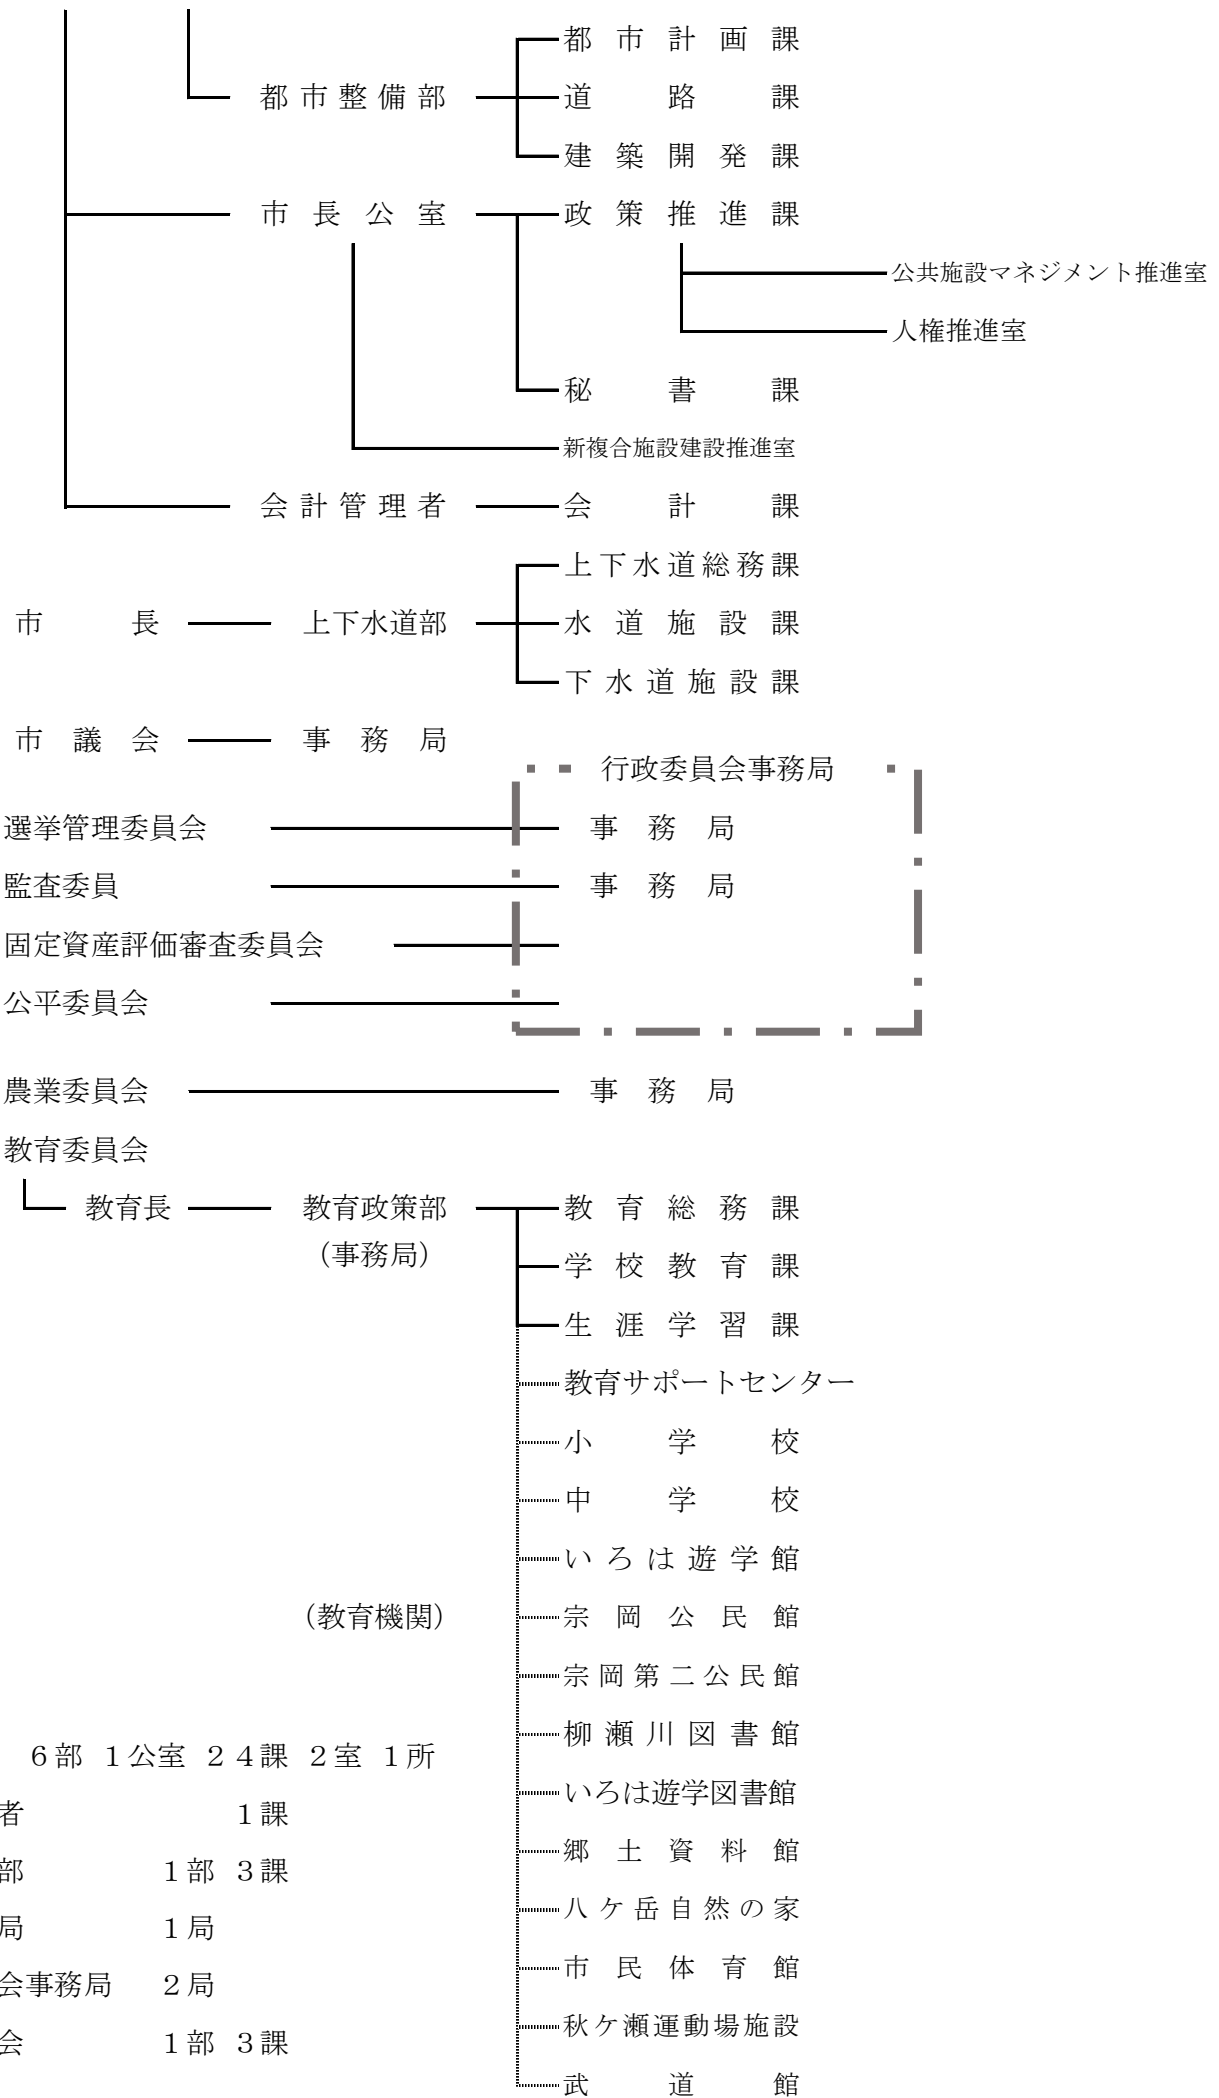 都市計画課
都市整備部 道路課
建築開発課
市長公室 政策推進課
公共施設マネジメント推進室
人権推進室
秘書課
新複合施設建設推進室
会計管理者 会計課
上下水道総務課
市長 上下水道部 水道施設課
下水道施設課
市議会 事務局
行政委員会事務局
選挙管理委員会 事務局
監査委員 事務局
固定資産評価審査委員会
公平委員会
農業委員会 事務局
教育委員会
教育長 教育政策部 教育総務課
（事務局）
学校教育課
生涯学習課
教育サポートセンター
小学校
中学校
いろは遊学館
（教育機関） 宗岡公民館
宗岡第二公民館
柳瀬川図書館
６部 １公室 ２４課 ２室 １所
いろは遊学図書館
者 １課
郷土資料館
部 １部 ３課
八ケ岳自然の家
局 １局
市民体育館
会事務局 ２局
秋ケ瀬運動場施設
会 １部 ３課
武道館